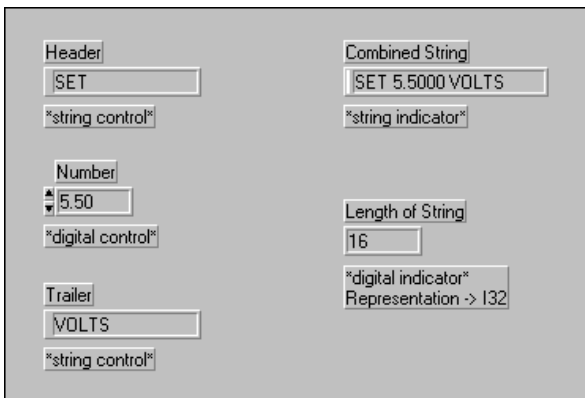 Header
SET
*string control*
Number
5.50
*digital control*
Trailer
VOLTS
*string control*
Combined String
SET 5.5000 VOLTS
*string indicator*
Length of String
16
*digital indicator*
Representation -> I32